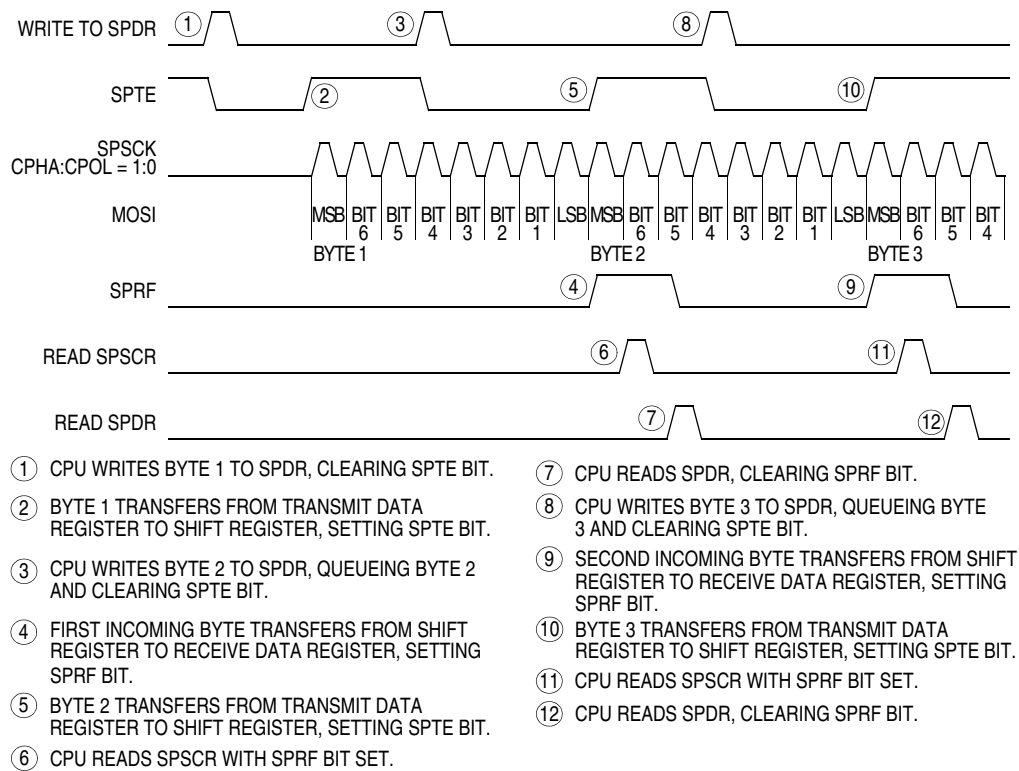 WRITE TO SPDR 1 3 8
SPTE 2 5 10
SPSCK
CPHA:CPOL = 1:0
MOSI MSB BIT 6 BIT 5 BIT 4 BIT 3 BIT 2 BIT 1 LSB MSB BIT 6 BIT 5 BIT 4 BIT 3 BIT 2 BIT 1 LSB MSB BIT 6 BIT 5 BIT 4
BYTE 1 BYTE 2 BYTE 3
SPRF 4 9
READ SPSCR 6 11
READ SPDR 7 12
1 CPU WRITES BYTE 1 TO SPDR, CLEARING SPTE BIT.
2 BYTE 1 TRANSFERS FROM TRANSMIT DATA
REGISTER TO SHIFT REGISTER, SETTING SPTE BIT.
3 CPU WRITES BYTE 2 TO SPDR, QUEUEING BYTE 2
AND CLEARING SPTE BIT.
4 FIRST INCOMING BYTE TRANSFERS FROM SHIFT
REGISTER TO RECEIVE DATA REGISTER, SETTING
SPRF BIT.
5 BYTE 2 TRANSFERS FROM TRANSMIT DATA
REGISTER TO SHIFT REGISTER, SETTING SPTE BIT.
6 CPU READS SPSCR WITH SPRF BIT SET.
7 CPU READS SPDR, CLEARING SPRF BIT.
8 CPU WRITES BYTE 3 TO SPDR, QUEUEING BYTE
3 AND CLEARING SPTE BIT.
9 SECOND INCOMING BYTE TRANSFERS FROM SHIFT
REGISTER TO RECEIVE DATA REGISTER, SETTING
SPRF BIT.
10 BYTE 3 TRANSFERS FROM TRANSMIT DATA
REGISTER TO SHIFT REGISTER, SETTING SPTE BIT.
11 CPU READS SPSCR WITH SPRF BIT SET.
12 CPU READS SPDR, CLEARING SPRF BIT.